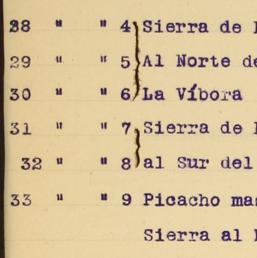 28 " " 4 Sierra de
29 " " 5 Al Norte de
30 " " 6 La Víbora
31 " " 7 Sierra de
32 " " 8 al Sur del
33 " " 9 Picacho mas
Sierra al